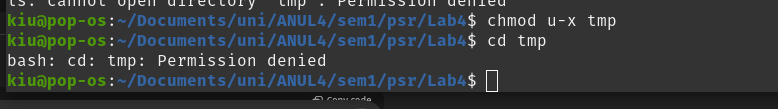 ls: cannot open directory 'tmp': Permission denied
kiu@pop-os:~/Documents/uni/ANUL4/sem1/psr/Lab4$ chmod u-x tmp
kiu@pop-os:~/Documents/uni/ANUL4/sem1/psr/Lab4$ cd tmp
bash: cd: tmp: Permission denied
kiu@pop-os:~/Documents/uni/ANUL4/sem1/psr/Lab4$
Copy code